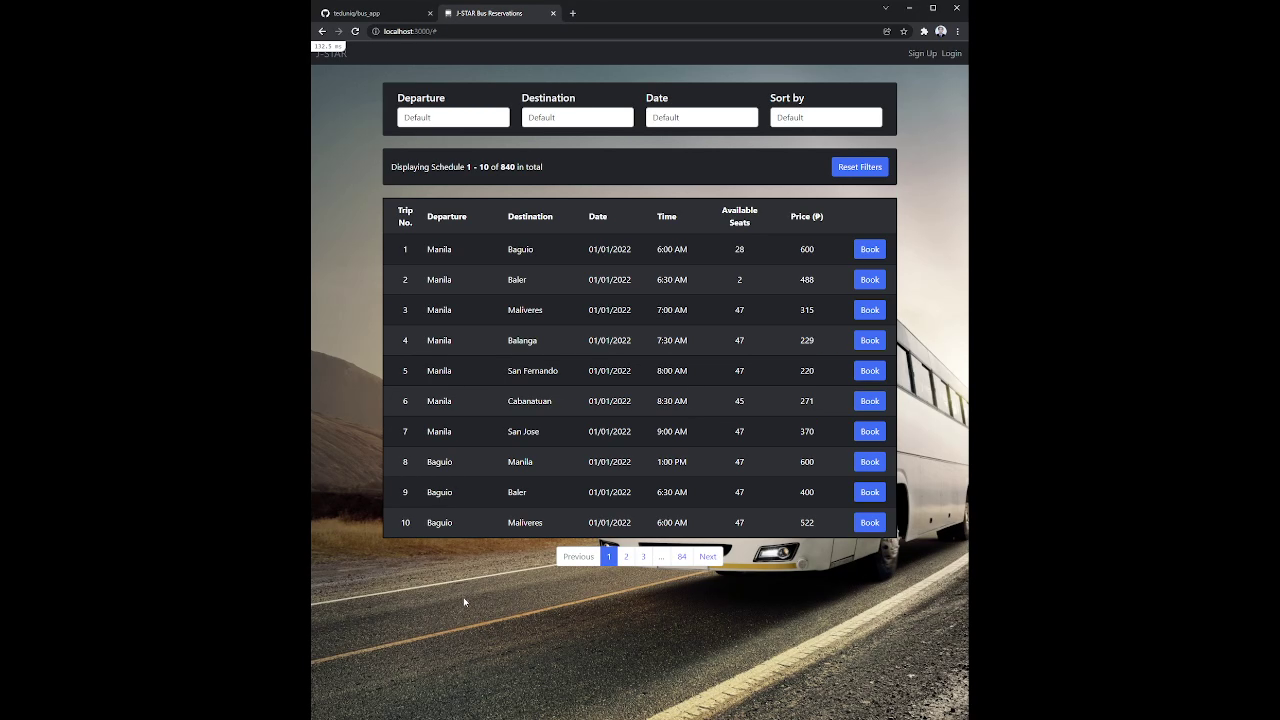 teduniq/bus_app
J-STAR Bus Reservations
localhost:3000/#
132.5 ms
J-STAR
Sign Up Login
Departure Destination Date Sort by
Default Default Default Default
Displaying Schedule 1 - 10 of 840 in total Reset Filters
Trip No. Departure Destination Date Time Available Seats Price (₱)
1 Manila Baguio 01/01/2022 6:00 AM 28 600 Book
2 Manila Baler 01/01/2022 6:30 AM 2 488 Book
3 Manila Maliveres 01/01/2022 7:00 AM 47 315 Book
4 Manila Balanga 01/01/2022 7:30 AM 47 229 Book
5 Manila San Fernando 01/01/2022 8:00 AM 47 220 Book
6 Manila Cabanatuan 01/01/2022 8:30 AM 45 271 Book
7 Manila San Jose 01/01/2022 9:00 AM 47 370 Book
8 Baguio Manila 01/01/2022 1:00 PM 47 600 Book
9 Baguio Baler 01/01/2022 6:30 AM 47 400 Book
10 Baguio Maliveres 01/01/2022 6:00 AM 47 522 Book
Previous 1 2 3 ... 84 Next